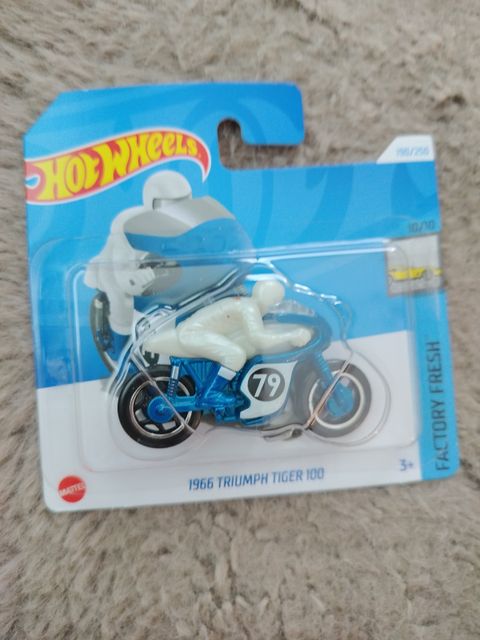 HOT WHEELS
190/250
10/10
FACTORY FRESH
79
MATTEL
1966 TRIUMPH TIGER 100
3+